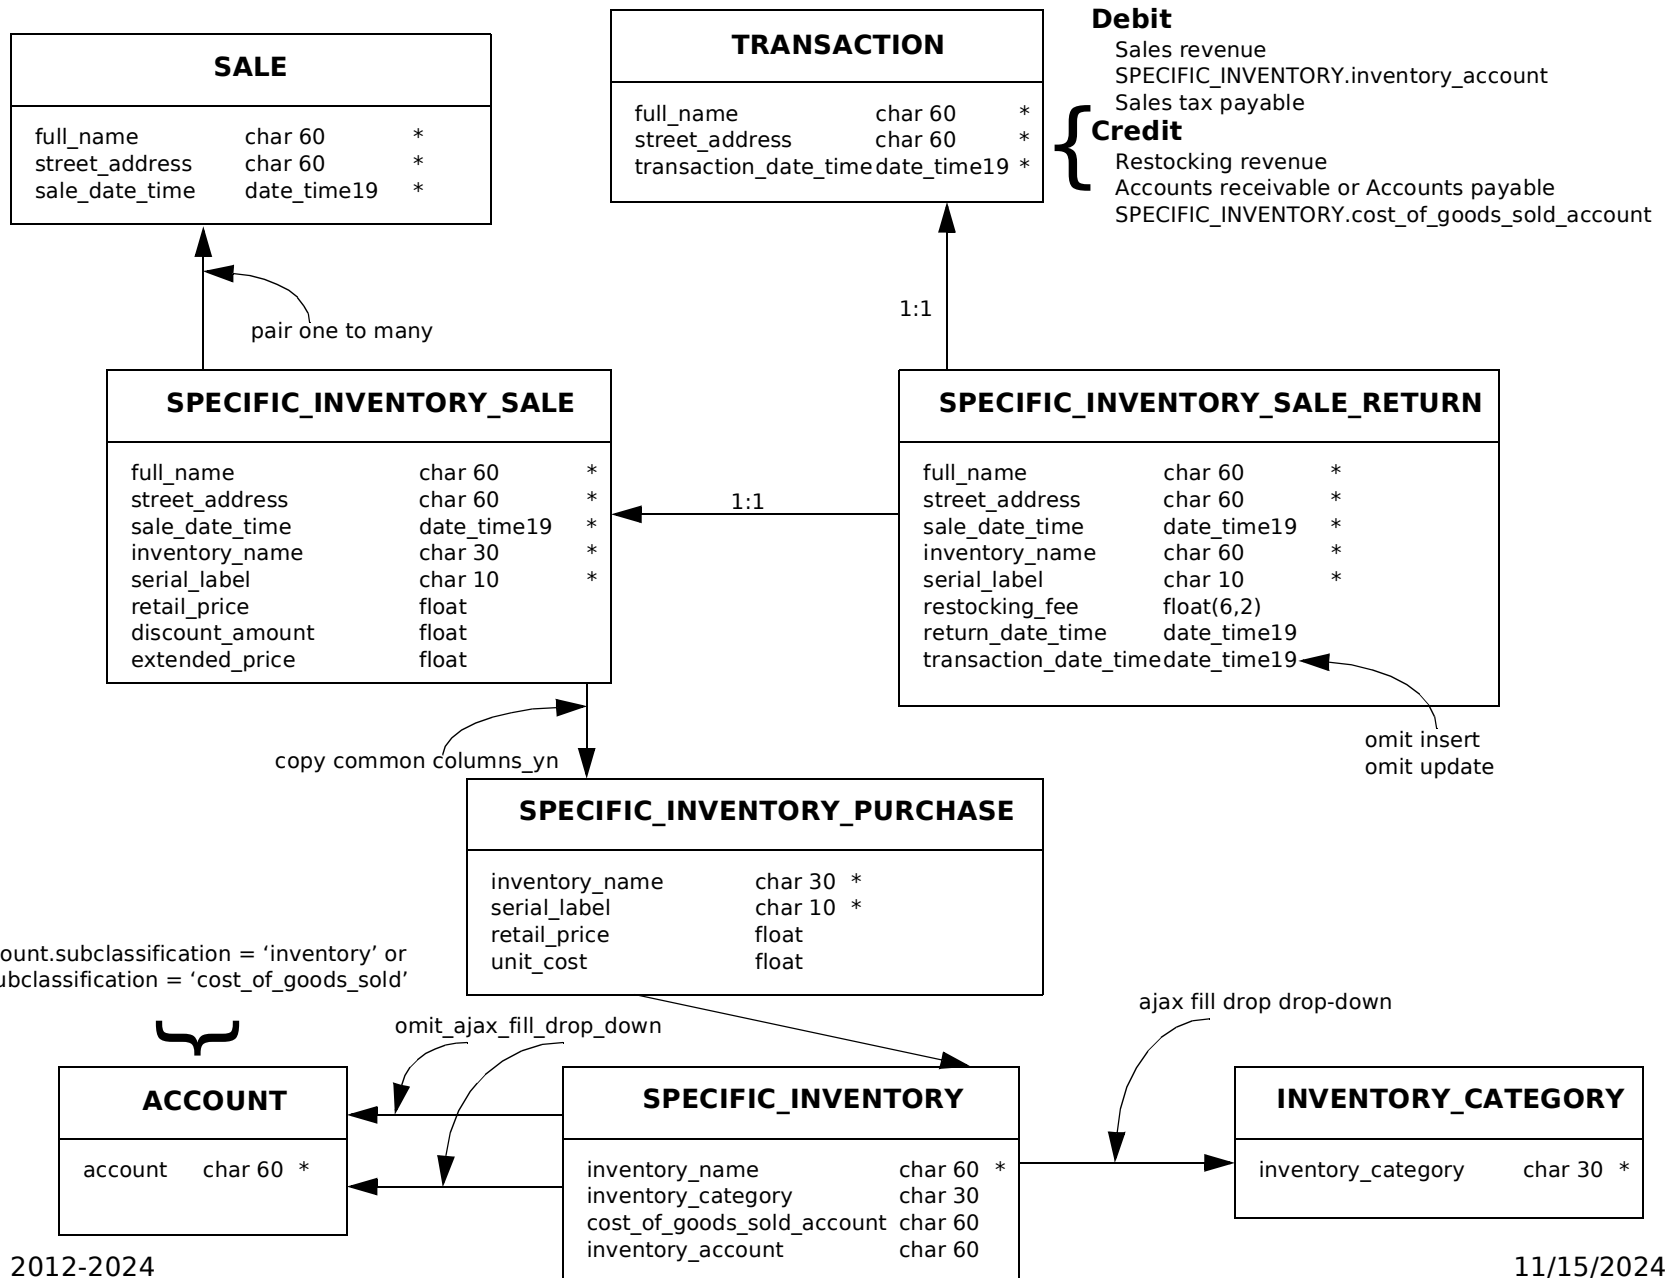 SALE
full_name char 60 *
street_address char 60 *
sale_date_time date_time19 *
TRANSACTION
full_name char 60 *
street_address char 60 *
transaction_date_time date_time19 *
{
Debit
Sales revenue
SPECIFIC_INVENTORY.inventory_account
Sales tax payable
Credit
Restocking revenue
Accounts receivable or Accounts payable
SPECIFIC_INVENTORY.cost_of_goods_sold_account
pair one to many
1:1
SPECIFIC_INVENTORY_SALE
full_name char 60 *
street_address char 60 *
sale_date_time date_time19 *
inventory_name char 30 *
serial_label char 10 *
retail_price float
discount_amount float
extended_price float
1:1
SPECIFIC_INVENTORY_SALE_RETURN
full_name char 60 *
street_address char 60 *
sale_date_time date_time19 *
inventory_name char 60 *
serial_label char 10 *
restocking_fee float(6,2)
return_date_time date_time19
transaction_date_time date_time19
omit insert
omit update
copy common columns_yn
SPECIFIC_INVENTORY_PURCHASE
inventory_name char 30 *
serial_label char 10 *
retail_price float
unit_cost float
ount.subclassification = ‘inventory’ or
ubclassification = ‘cost_of_goods_sold’
}
omit_ajax_fill_drop_down
ajax fill drop drop-down
ACCOUNT
account char 60 *
SPECIFIC_INVENTORY
inventory_name char 60 *
inventory_category char 30
cost_of_goods_sold_account char 60
inventory_account char 60
INVENTORY_CATEGORY
inventory_category char 30 *
2012-2024
11/15/2024